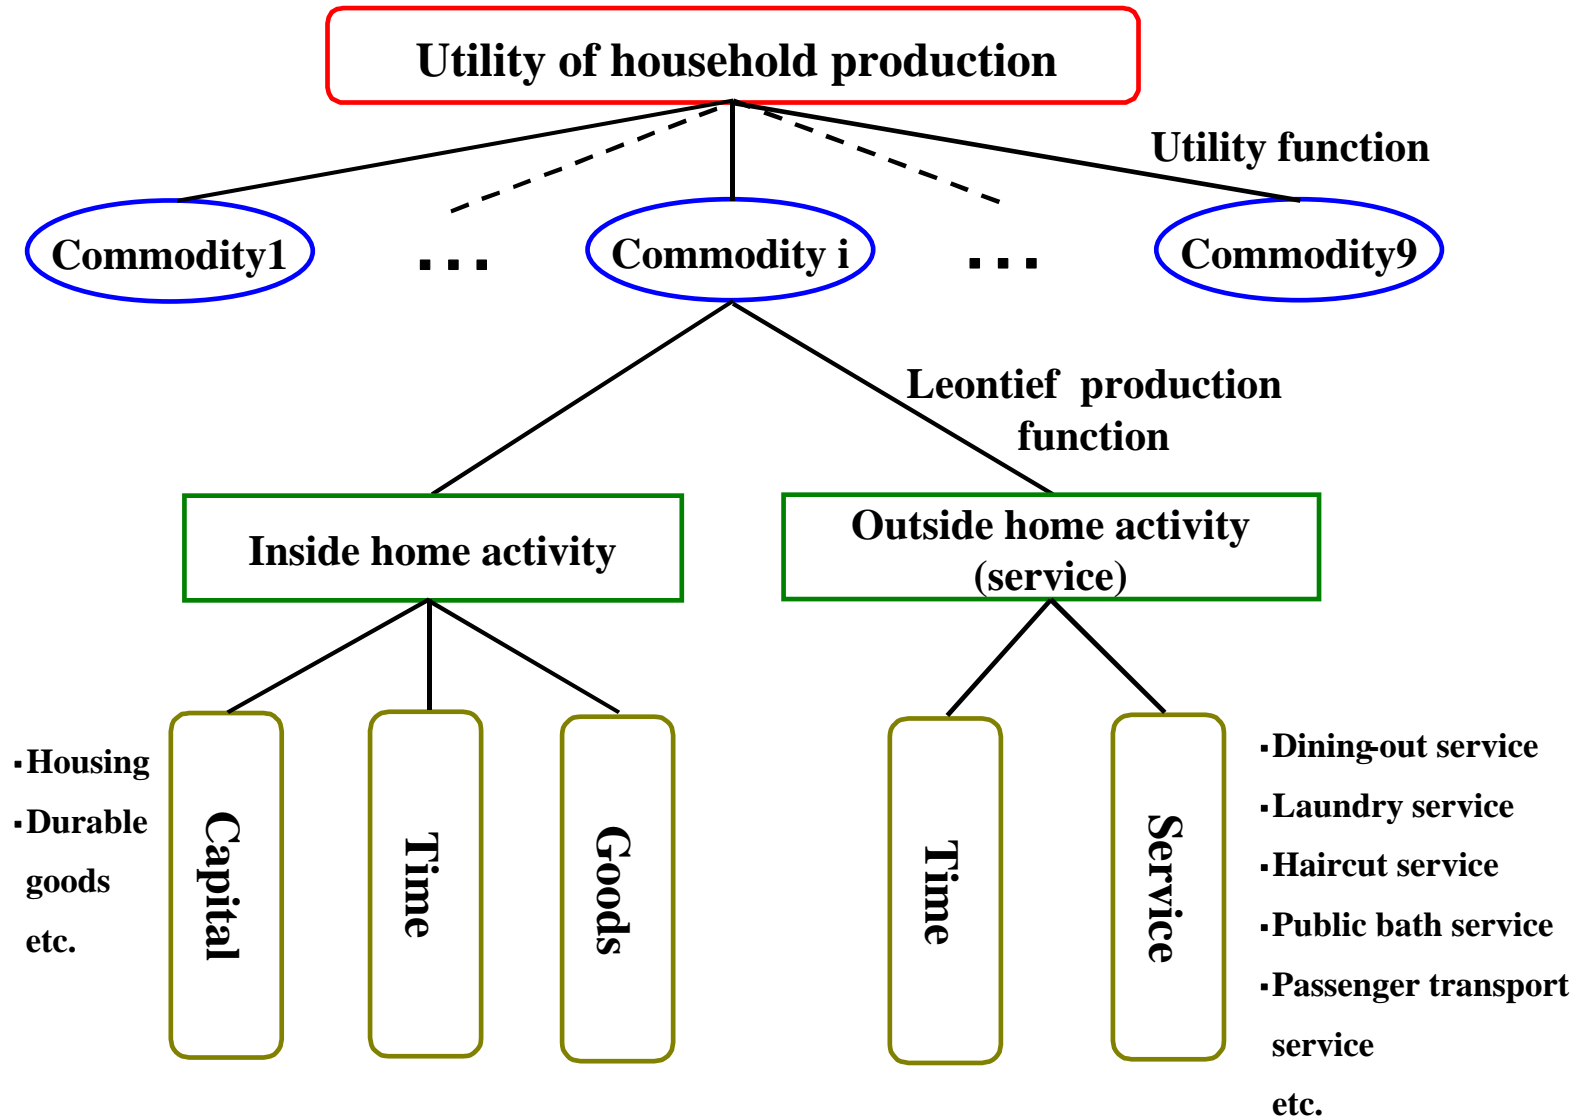 Utility of household production
Utility function
Commodity1
...
Commodity i
...
Commodity9
Leontief production
function
Inside home activity
Outside home activity
(service)
▪Housing
▪Durable
goods
etc.
Capital
Time
Goods
Time
Service
▪Dining-out service
▪Laundry service
▪Haircut service
▪Public bath service
▪Passenger transport
service
etc.